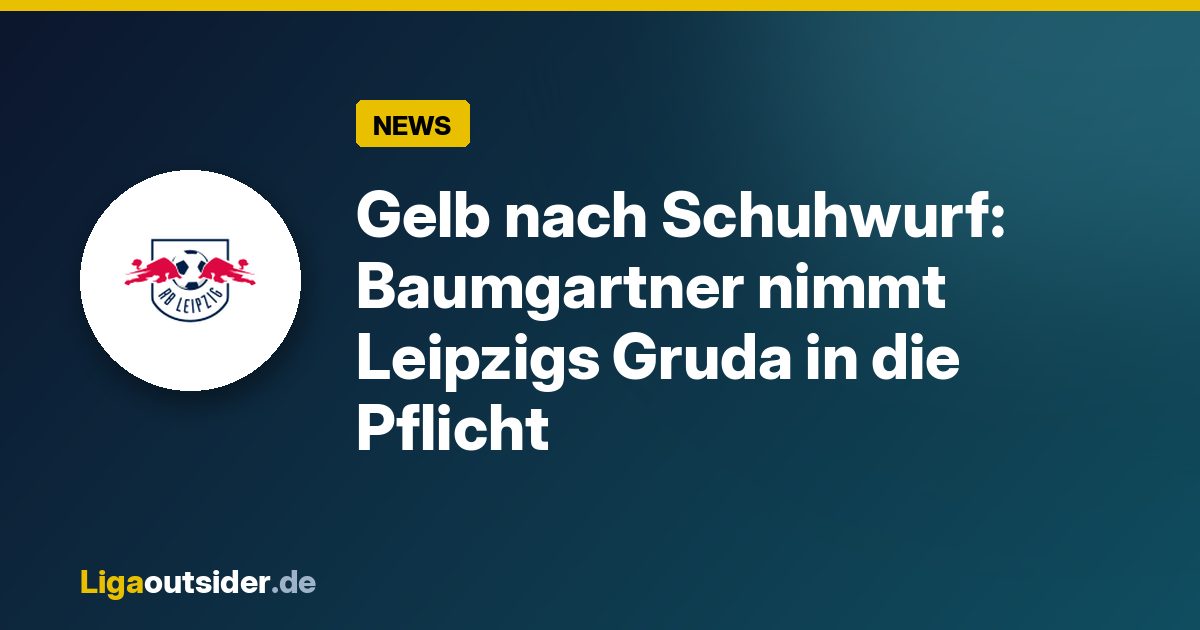 NEWS
Gelb nach Schuhwurf:
Baumgartner nimmt
Leipzigs Gruda in die
Pflicht
RB LEIPZIG
Ligaoutsider.de